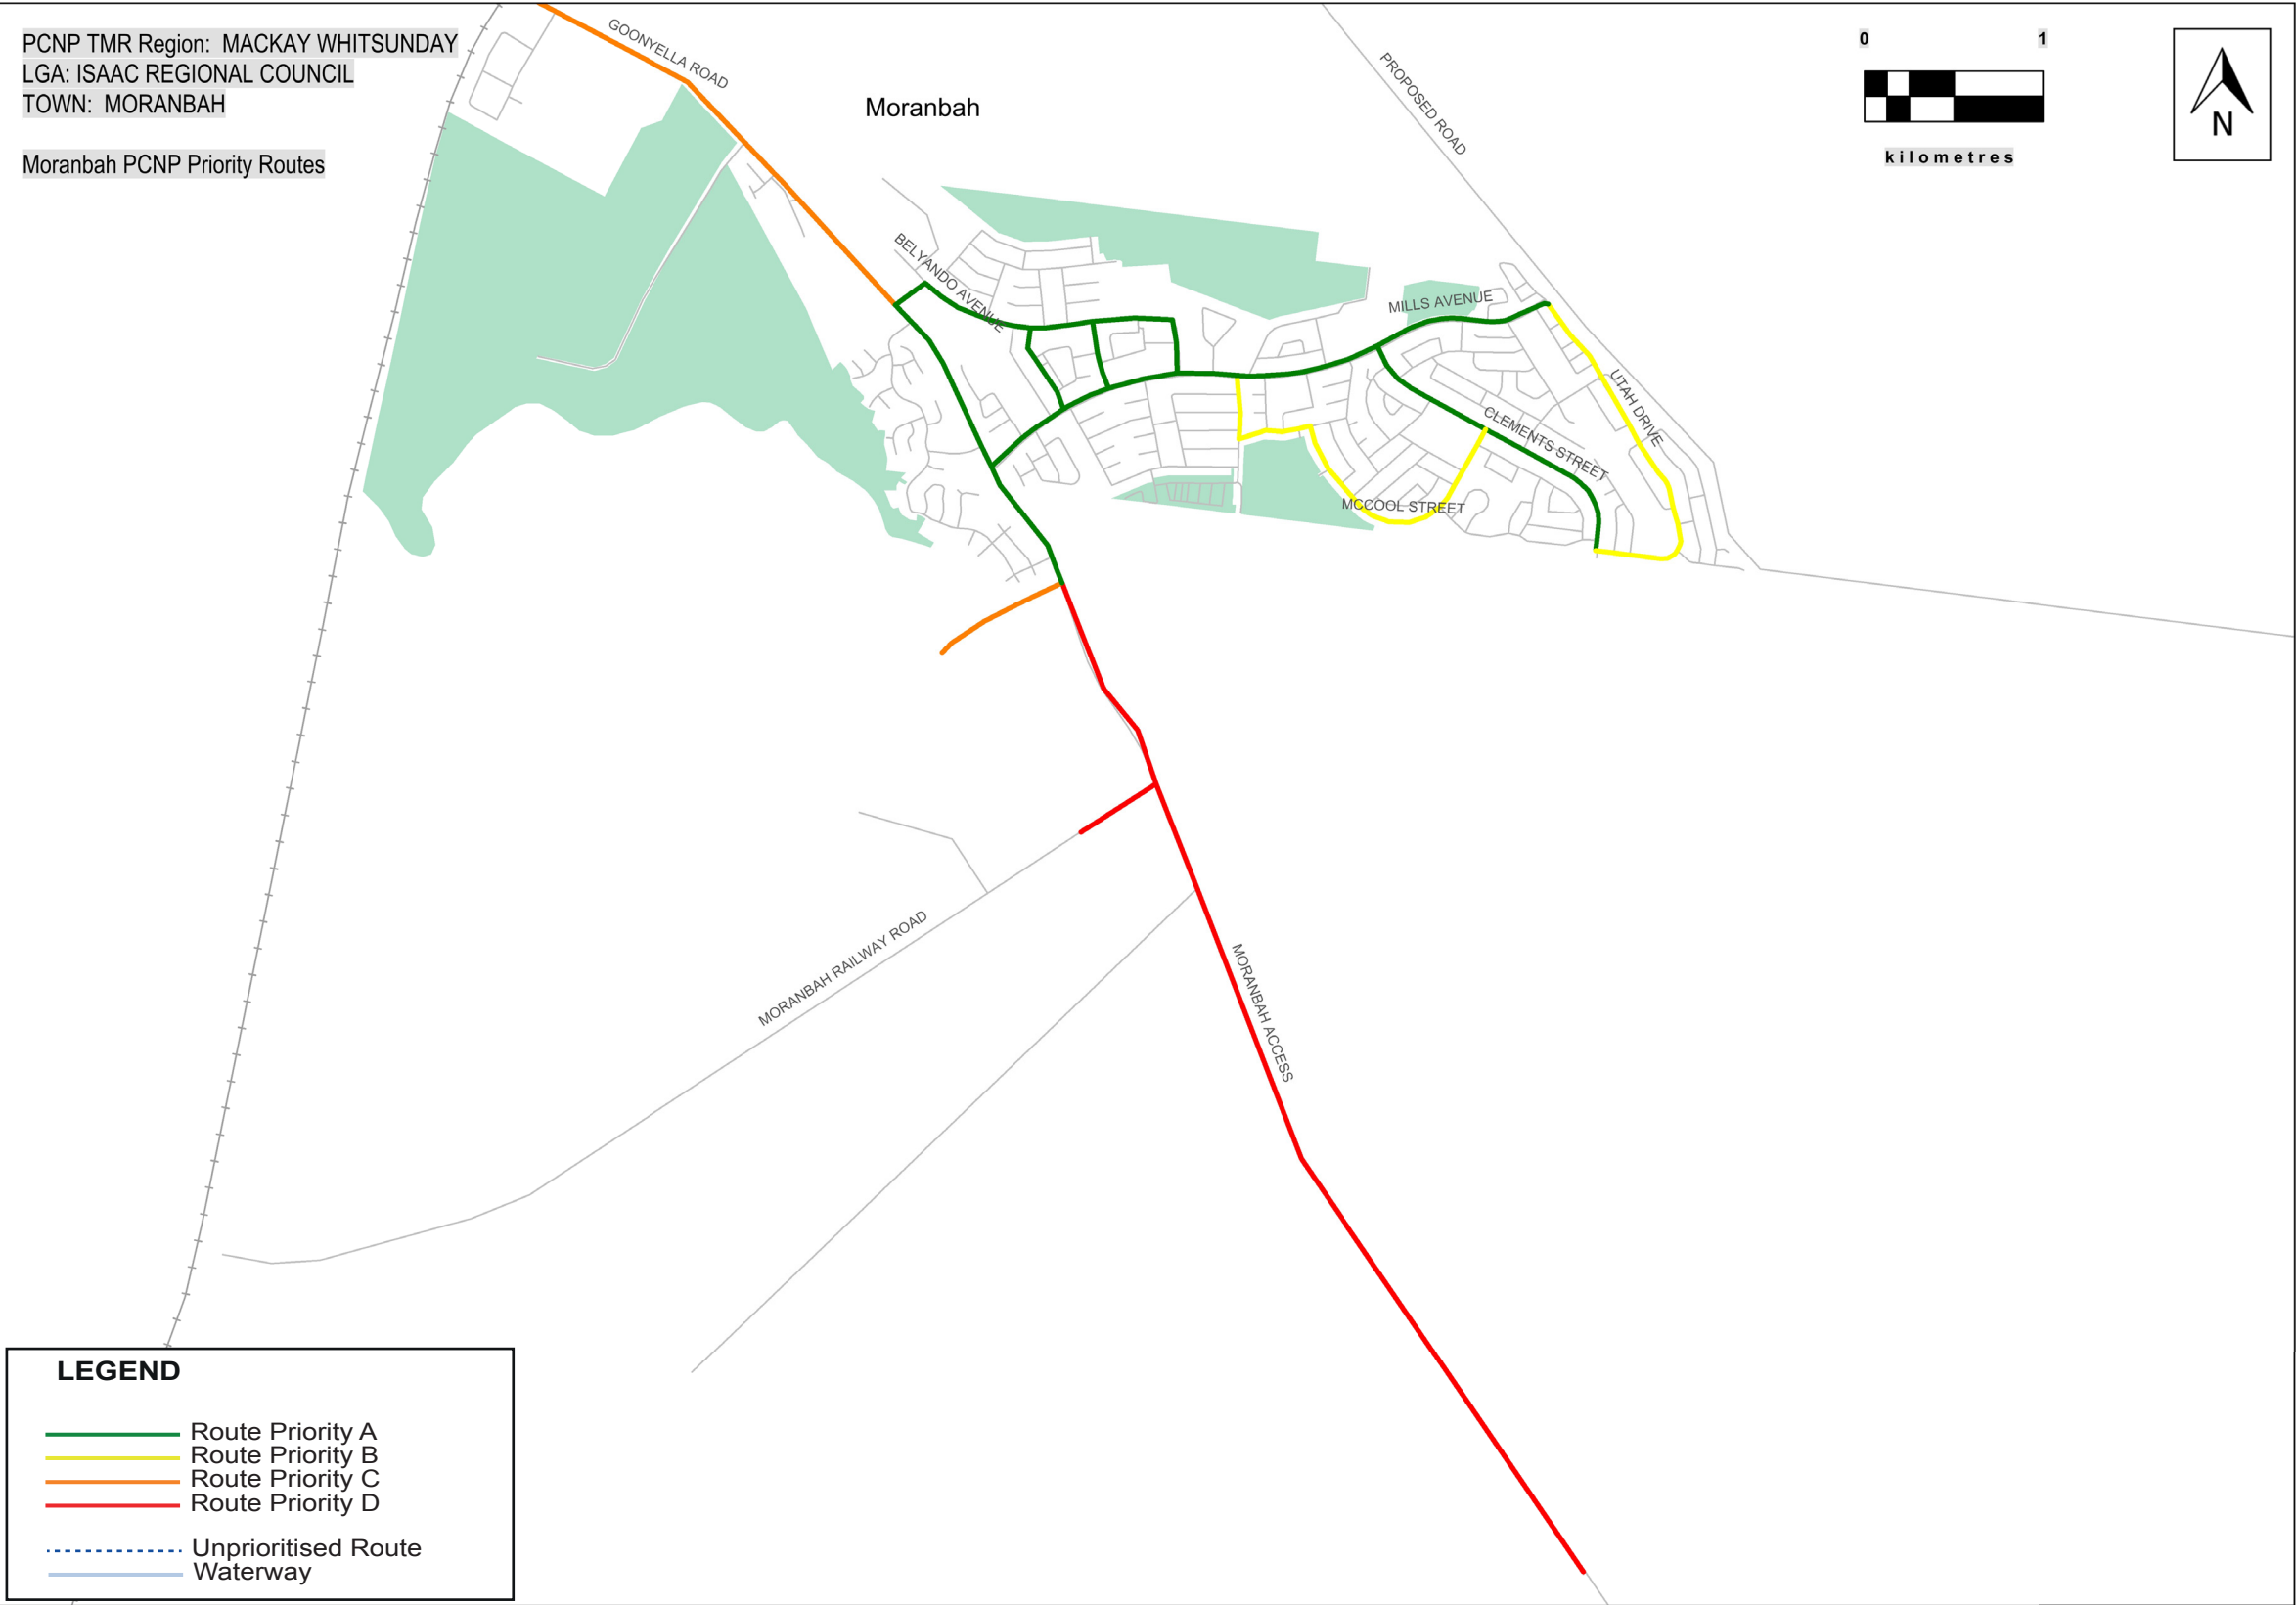 PCNP TMR Region: MACKAY WHITSUNDAY
LGA: ISAAC REGIONAL COUNCIL
TOWN: MORANBAH
Moranbah PCNP Priority Routes
GOONYELLA ROAD
Moranbah
PROPOSED ROAD
0 1
kilometres
N
BELYANDO AVENUE
MILLS AVENUE
UTAH DRIVE
CLEMENTS STREET
MCCOOL STREET
MORANBAH RAILWAY ROAD
MORANBAH ACCESS
LEGEND
Route Priority A
Route Priority B
Route Priority C
Route Priority D
Unprioritised Route
Waterway